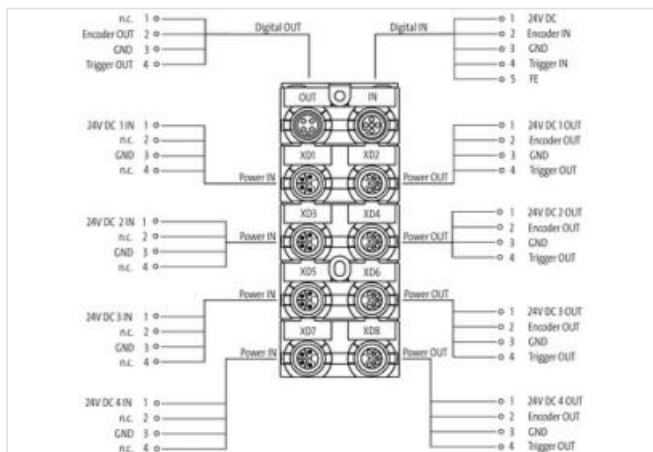 n.c. 1
Encoder OUT 2
GND 3
Trigger OUT 4
Digital OUT
Digital IN
1 24V DC
2 Encoder IN
3 GND
4 Trigger IN
5 FE
OUT IN
24V DC 1 IN 1
n.c. 2
GND 3
n.c. 4
Power IN
XD1 XD2
Power OUT
1 24V DC 1 OUT
2 Encoder OUT
3 GND
4 Trigger OUT
24V DC 2 IN 1
n.c. 2
GND 3
n.c. 4
Power IN
XD3 XD4
Power OUT
1 24V DC 2 OUT
2 Encoder OUT
3 GND
4 Trigger OUT
24V DC 3 IN 1
n.c. 2
GND 3
n.c. 4
Power IN
XD5 XD6
Power OUT
1 24V DC 3 OUT
2 Encoder OUT
3 GND
4 Trigger OUT
24V DC 4 IN 1
n.c. 2
GND 3
n.c. 4
Power IN
XD7 XD8
Power OUT
1 24V DC 4 OUT
2 Encoder OUT
3 GND
4 Trigger OUT